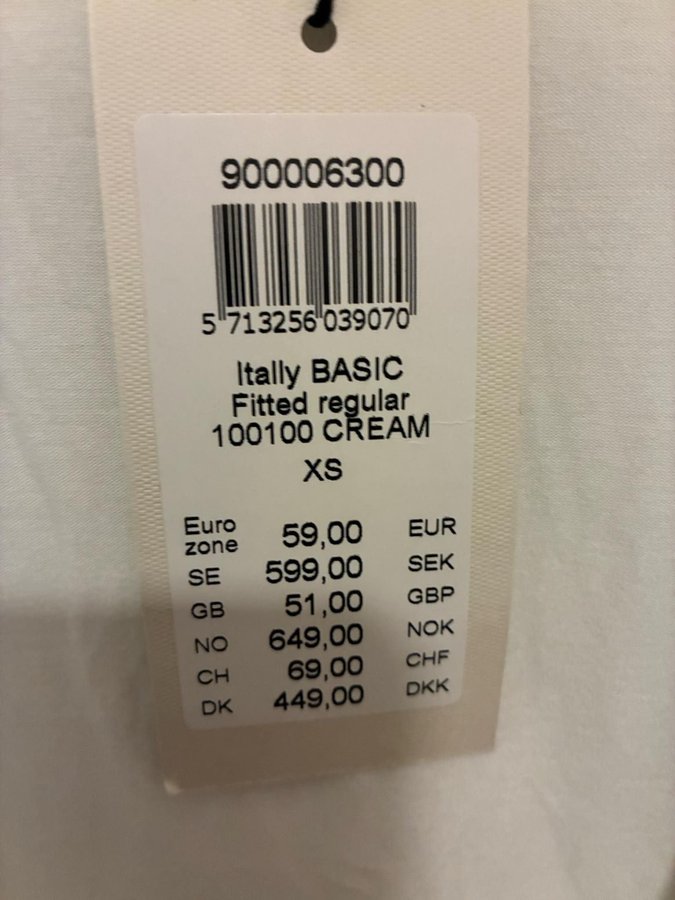 900006300
5 713256 039070
Itally BASIC
Fitted regular
100100 CREAM
XS
Euro zone 59,00 EUR
SE 599,00 SEK
GB 51,00 GBP
NO 649,00 NOK
CH 69,00 CHF
DK 449,00 DKK